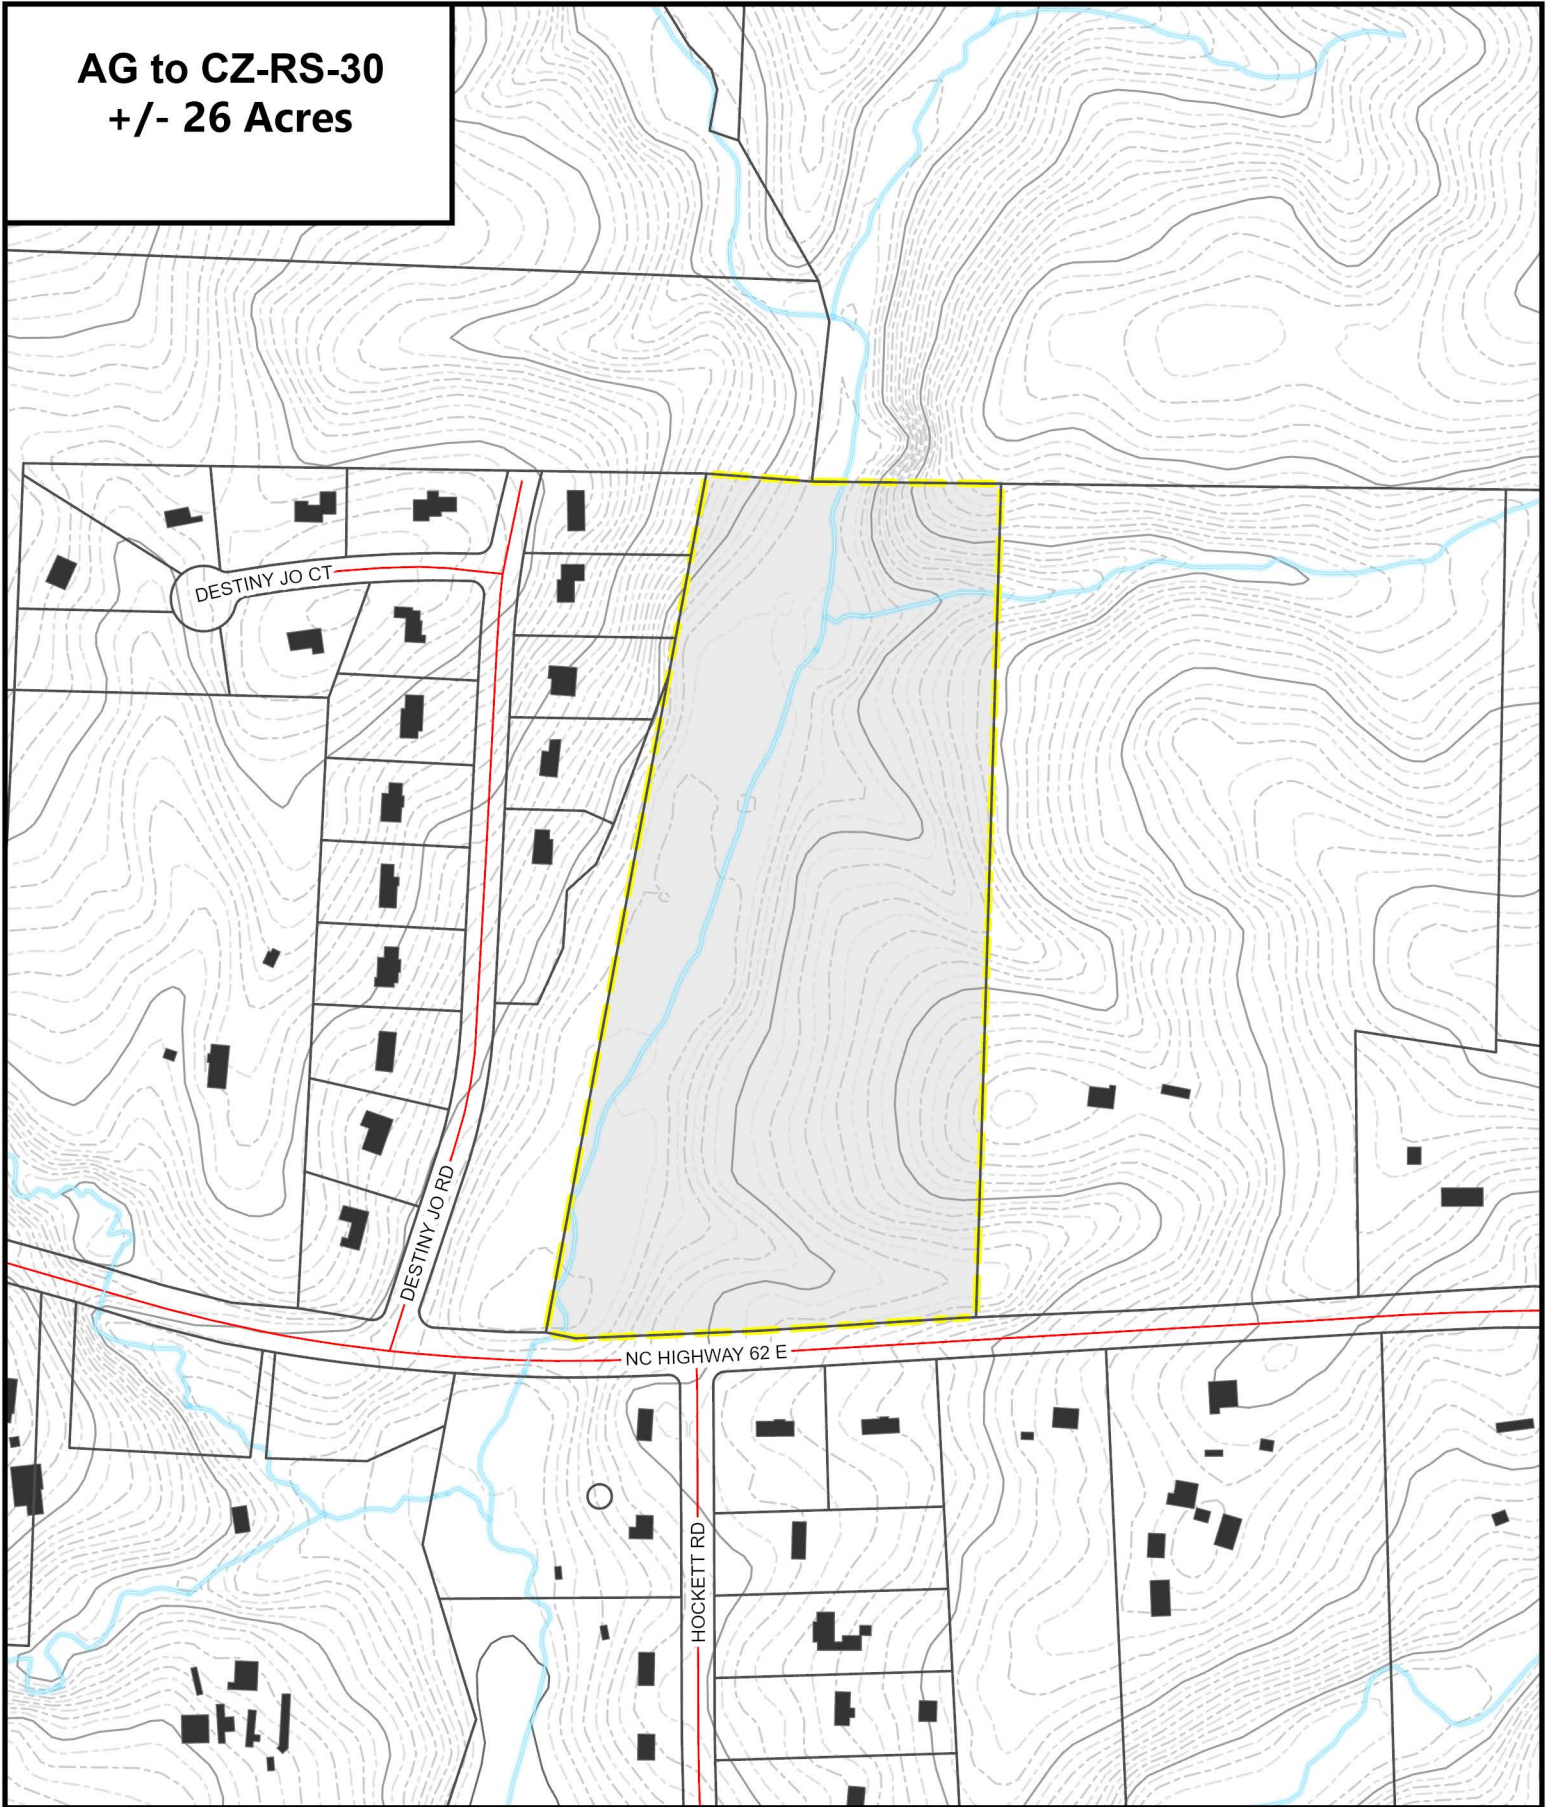 AG to CZ-RS-30
+/- 26 Acres
DESTINY JO CT
DESTINY JO RD
NC HIGHWAY 62 E
HOCKETT RD